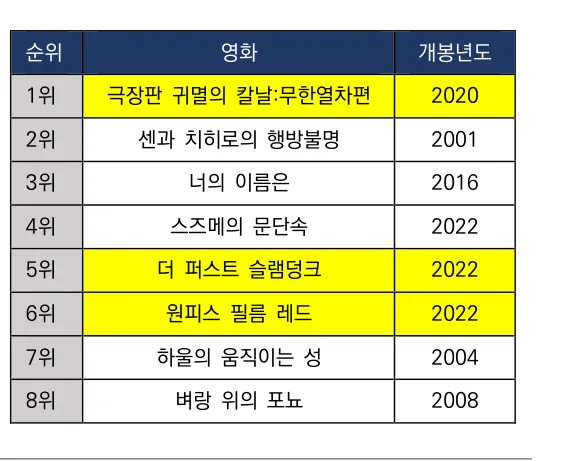 순위 영화 개봉년도
1위 극장판 귀멸의 칼날:무한열차편 2020
2위 센과 치히로의 행방불명 2001
3위 너의 이름은 2016
4위 스즈메의 문단속 2022
5위 더 퍼스트 슬램덩크 2022
6위 원피스 필름 레드 2022
7위 하울의 움직이는 성 2004
8위 벼랑 위의 포뇨 2008